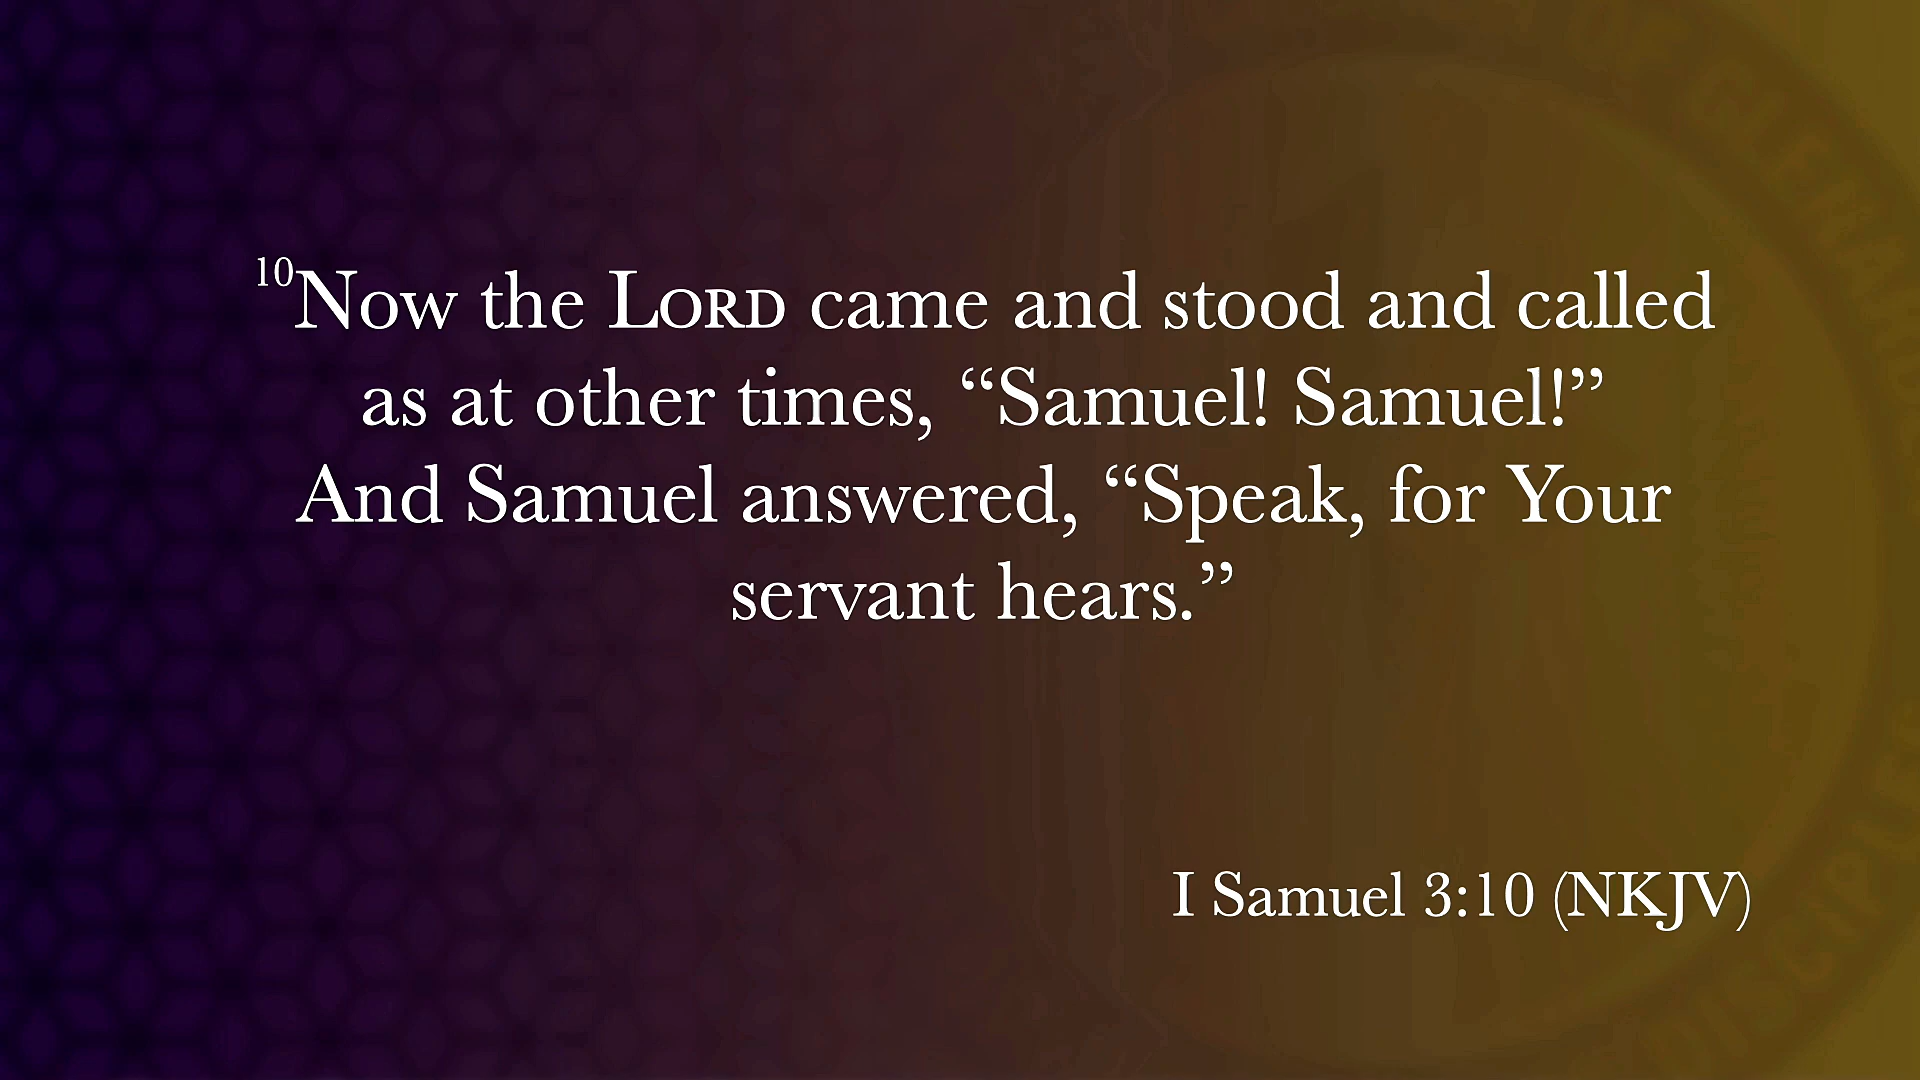 10Now the LORD came and stood and called
as at other times, “Samuel! Samuel!”
And Samuel answered, “Speak, for Your
servant hears.”
I Samuel 3:10 (NKJV)